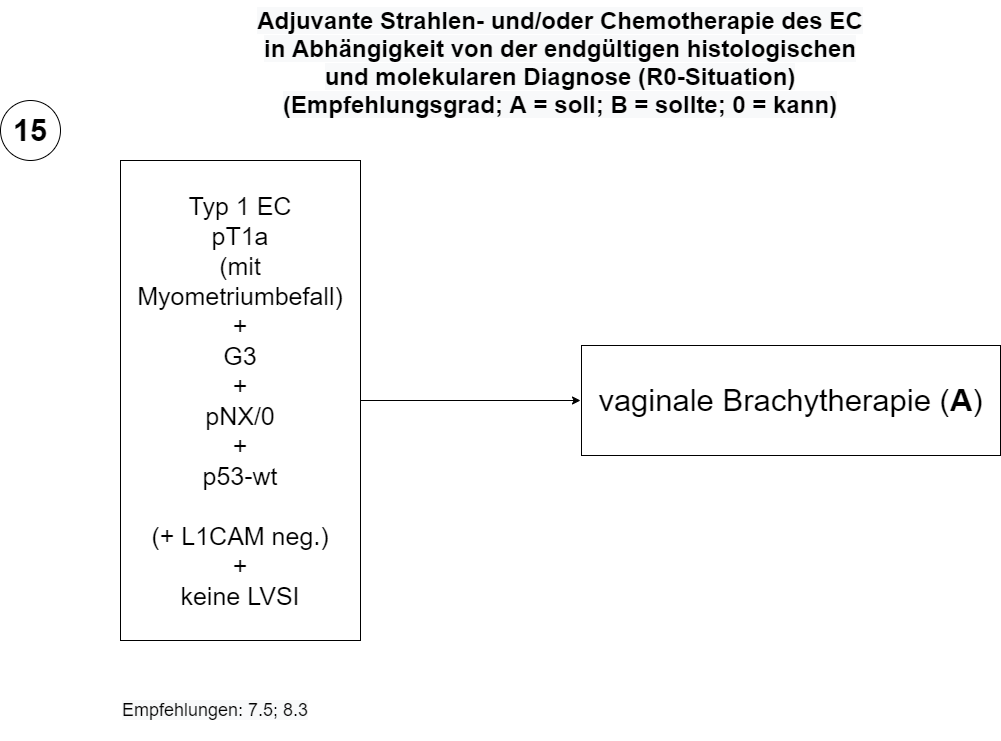 Adjuvante Strahlen- und/oder Chemotherapie des EC
in Abhängigkeit von der endgültigen histologischen
und molekularen Diagnose (R0-Situation)
(Empfehlungsgrad; A = soll; B = sollte; 0 = kann)
15
Typ 1 EC
pT1a
(mit
Myometriumbefall)
+
G3
+
pNX/0
+
p53-wt
(+ L1CAM neg.)
+
keine LVSI
vaginale Brachytherapie (A)
Empfehlungen: 7.5; 8.3